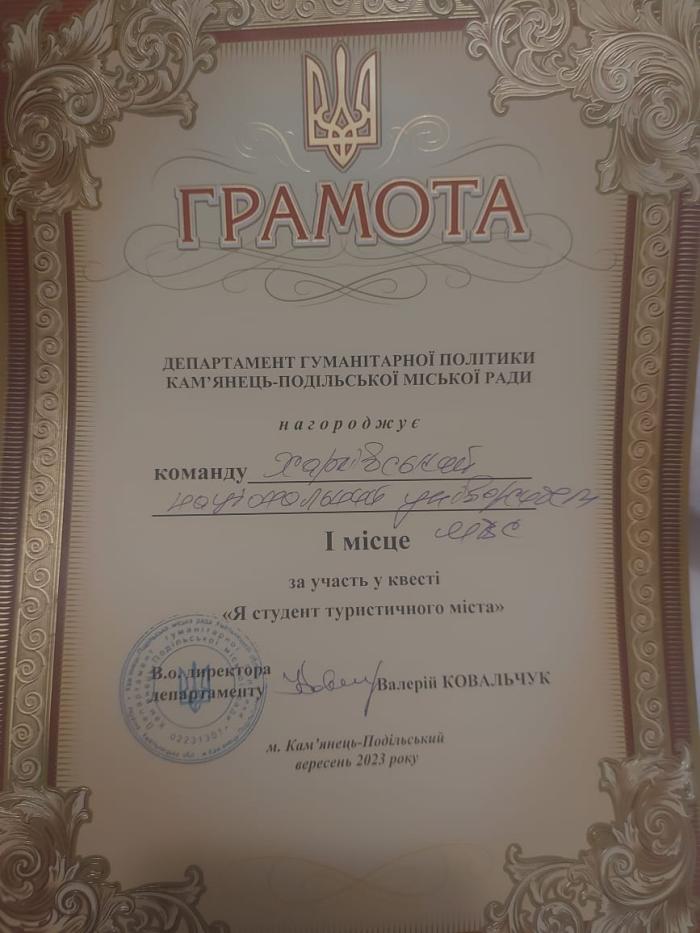 ГРАМОТА
ДЕПАРТАМЕНТ ГУМАНІТАРНОЇ ПОЛІТИКИ
КАМ’ЯНЕЦЬ-ПОДІЛЬСЬКОЇ МІСЬКОЇ РАДИ
нагороджує
команду Харківський
національний університет
МВС
І місце
за участь у квесті
«Я студент туристичного міста»
В.о. директора
департаменту Валерій КОВАЛЬЧУК
02231301
м. Кам’янець-Подільський
вересень 2023 року